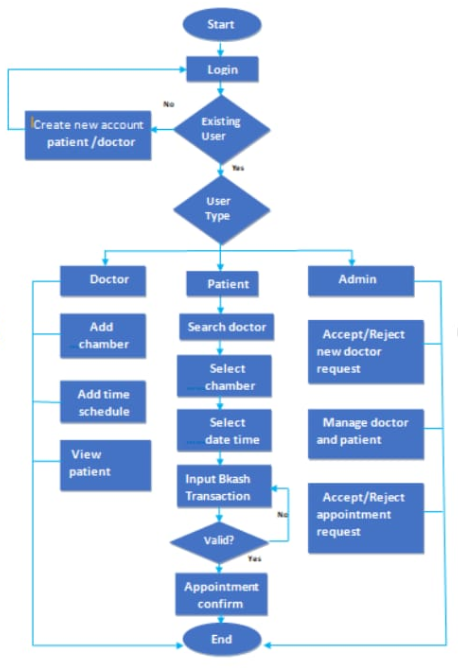 Start
Login
No
Create new account
patient /doctor
Existing
User
Yes
User
Type
Doctor
Patient
Admin
Add
chamber
Search doctor
Accept/Reject
new doctor
request
Select
chamber
Add time
schedule
Select
date time
Manage doctor
and patient
View
patient
Input Bkash
Transaction
Accept/Reject
appointment
request
No
Valid?
Yes
Appointment
confirm
End